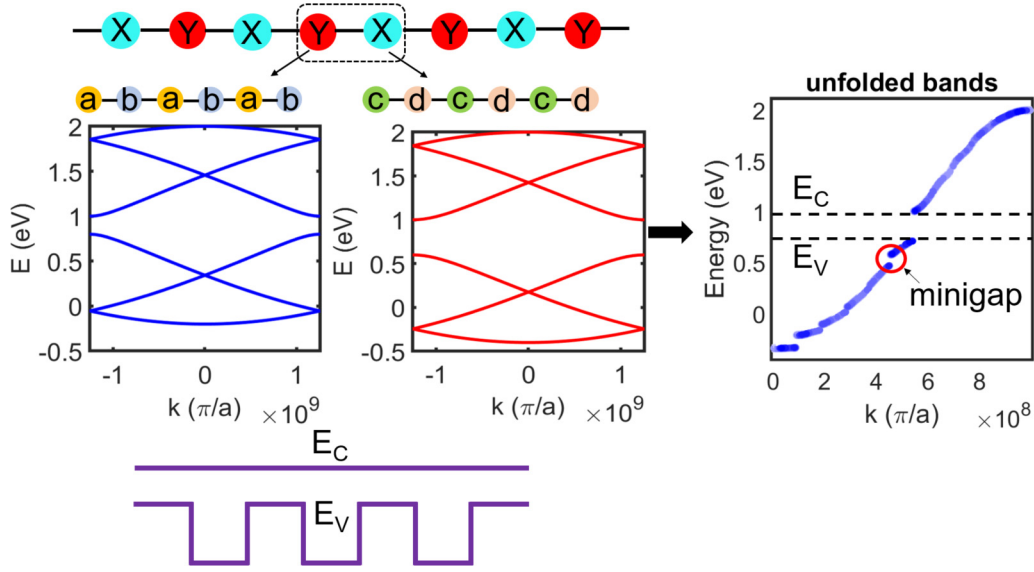 X Y X Y X Y X Y
a b a b a b
c d c d c d
2
1.5
1
0.5
0
-0.5
E (eV)
-1 0 1
k (π/a) ×10⁹
2
1.5
1
0.5
0
-0.5
E (eV)
-1 0 1
k (π/a) ×10⁹
unfolded bands
2
1.5
1
0.5
0
Energy (eV)
E_C
E_V
minigap
0 2 4 6 8
k (π/a) ×10⁸
E_C
E_V